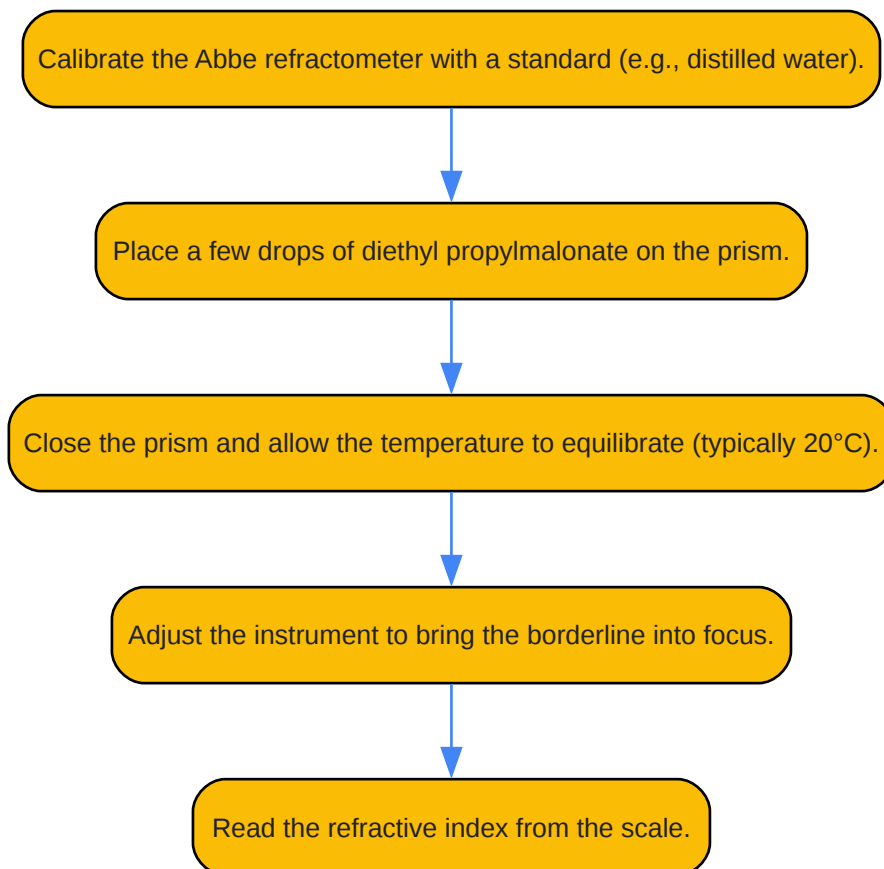 Calibrate the Abbe refractometer with a standard (e.g., distilled water).
Place a few drops of diethyl propylmalonate on the prism.
Close the prism and allow the temperature to equilibrate (typically 20°C).
Adjust the instrument to bring the borderline into focus.
Read the refractive index from the scale.